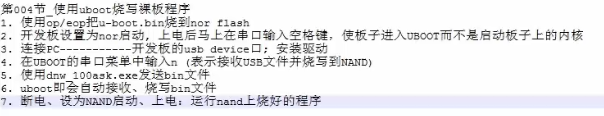 第004节_使用uboot烧写裸板程序
1. 使用op/eop把u-boot.bin烧到nor flash
2. 开发板设置为nor启动, 上电后马上在串口输入空格键，使板子进入UBOOT而不是启动板子上的内核
3. 连接PC-----------开发板的usb device口; 安装驱动
4. 在UBOOT的串口菜单中输入n (表示接收USB文件并烧写到NAND)
5. 使用dnw_100ask.exe发送bin文件
6. uboot即会自动接收、烧写bin文件
7. 断电、设为NAND启动、上电: 运行nand上烧好的程序